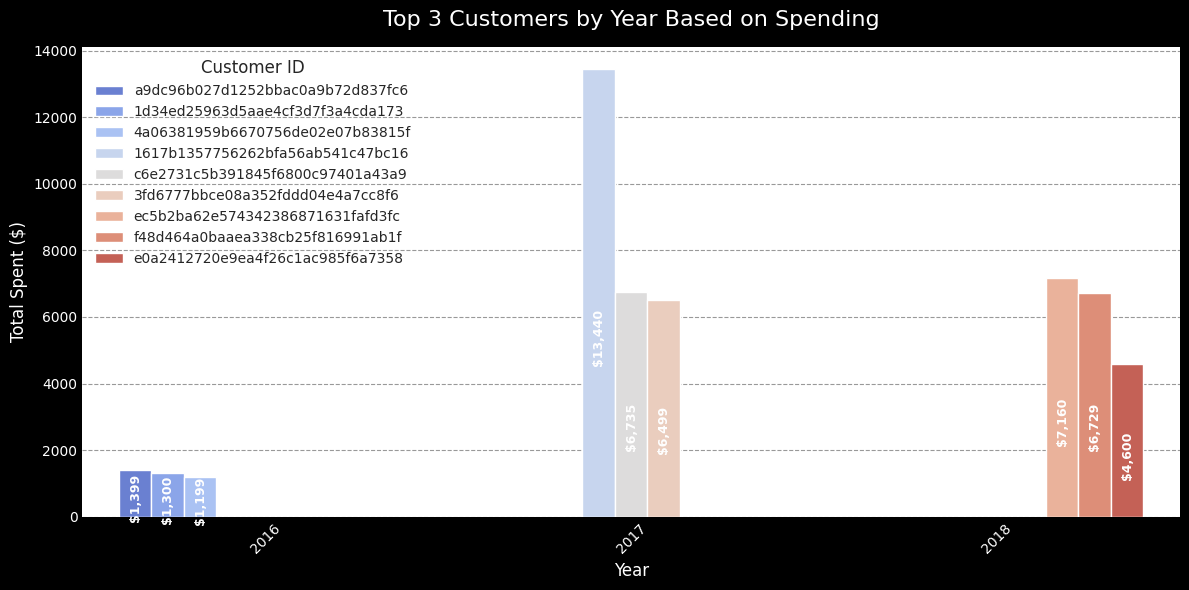 Top 3 Customers by Year Based on Spending
Total Spent ($)
14000
12000
10000
8000
6000
4000
2000
0
Customer ID
a9dc96b027d1252bbac0a9b72d837fc6
1d34ed25963d5aae4cf3d7f3a4cda173
4a06381959b6670756de02e07b83815f
1617b1357756262bfa56ab541c47bc16
c6e2731c5b391845f6800c97401a43a9
3fd6777bbce08a352fddd04e4a7cc8f6
ec5b2ba62e574342386871631fafd3fc
f48d464a0baaea338cb25f816991ab1f
e0a2412720e9ea4f26c1ac985f6a7358
$1,399
$1,300
$1,199
$13,440
$6,735
$6,499
$7,160
$6,729
$4,600
2016
2017
2018
Year